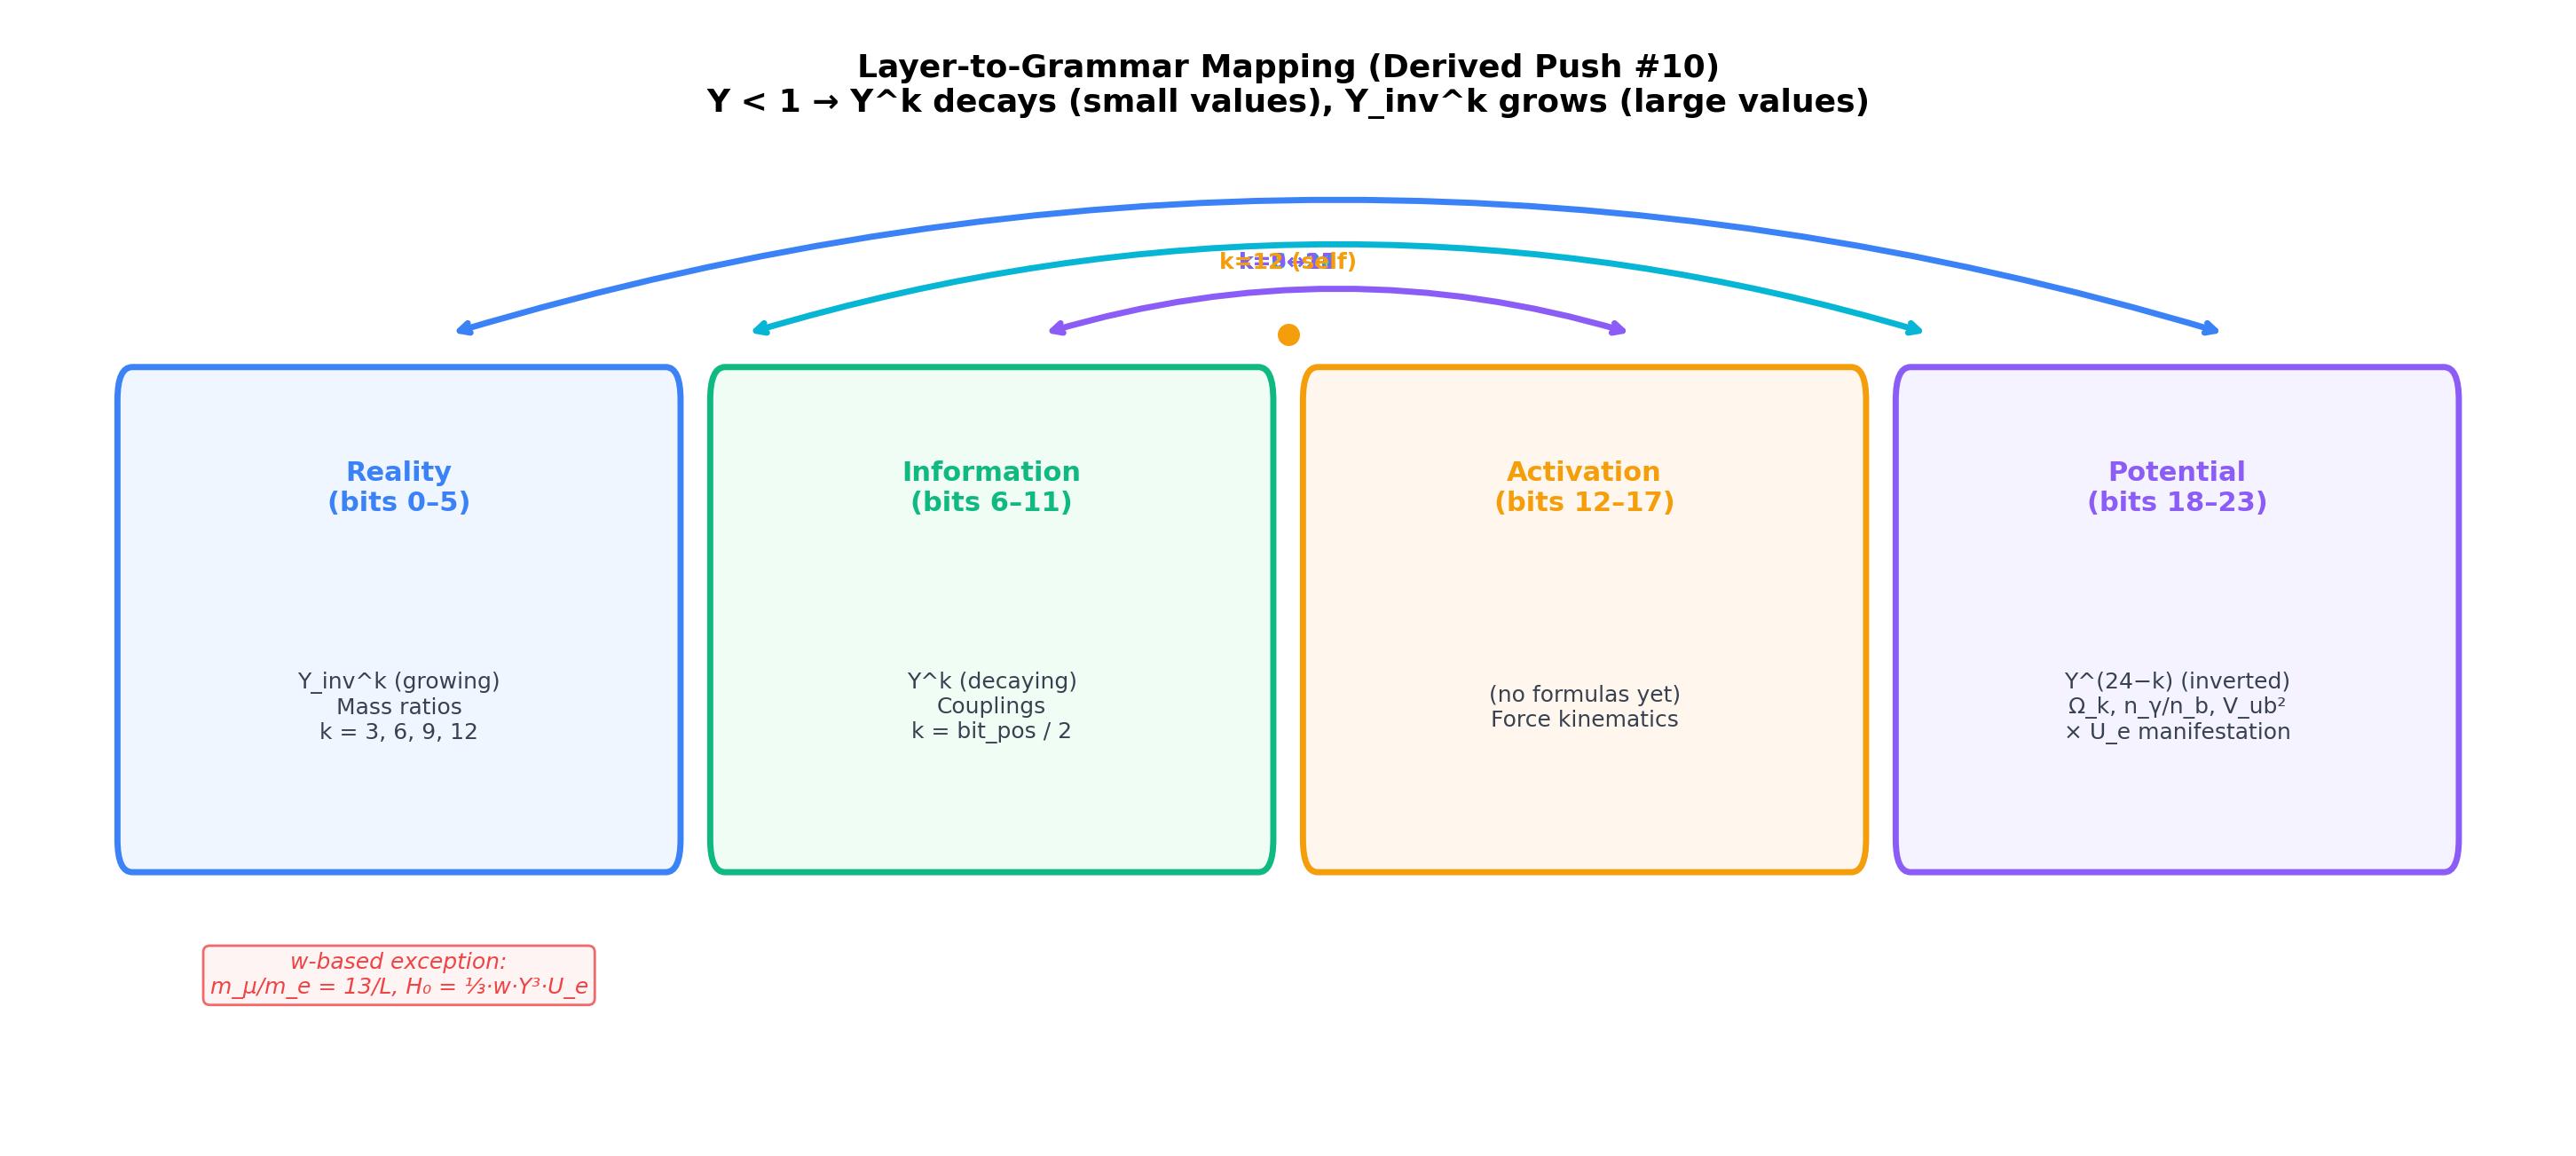 Layer-to-Grammar Mapping (Derived Push #10)
Y < 1 → Y^k decays (small values), Y_inv^k grows (large values)
k=12 (self)
Reality
(bits 0–5)
Information
(bits 6–11)
Activation
(bits 12–17)
Potential
(bits 18–23)
Y_inv^k (growing)
Mass ratios
k = 3, 6, 9, 12
Y^k (decaying)
Couplings
k = bit_pos / 2
(no formulas yet)
Force kinematics
Y^(24−k) (inverted)
Ω_k, n_γ/n_b, V_ub²
× U_e manifestation
w-based exception:
m_μ/m_e = 13/L, H₀ = ⅓·w·Y³·U_e